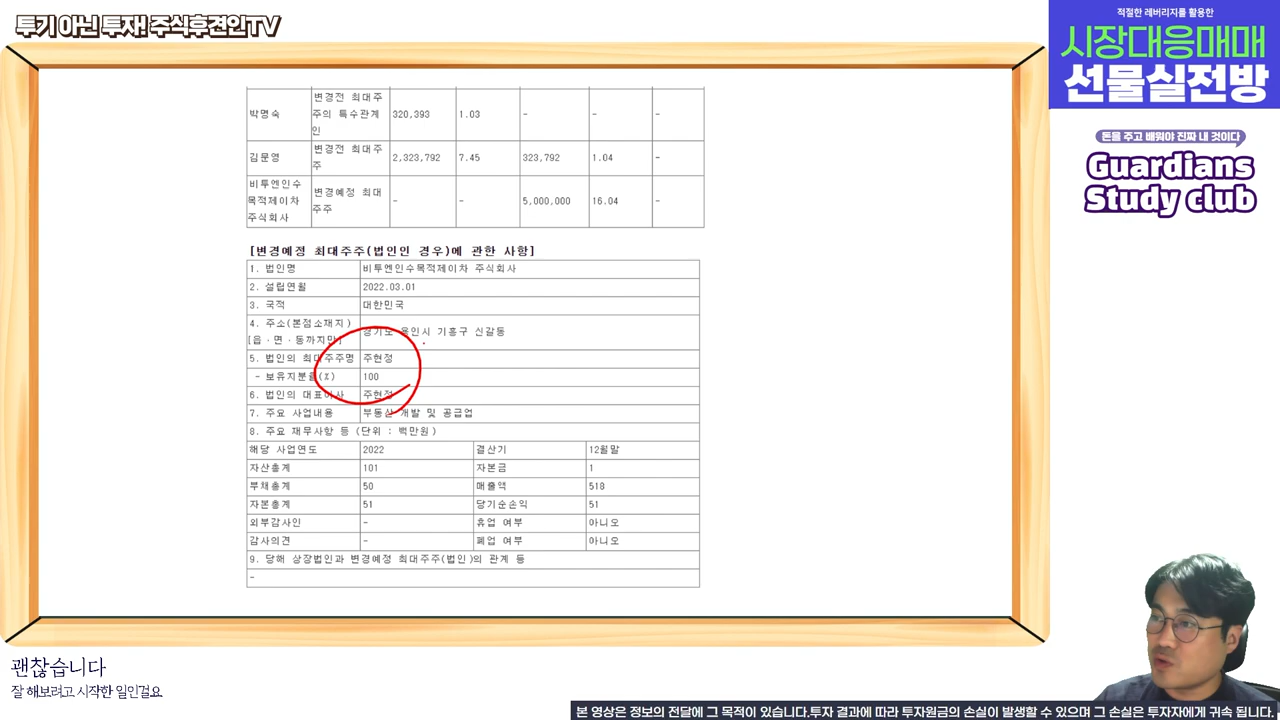 투기 아닌 투재! 주식후견인TV
적절한 레버리지를 활용한
시장대응매매
선물실전방
돈을 주고 배워야 진짜 내 것이다
Guardians
Study club
박명숙 변경전 최대주주의 특수관계인 320,393 1.03 - - -
김문영 변경전 최대주주 2,323,792 7.45 323,792 1.04 -
비투엔인수목적제이차주식회사 변경예정 최대주주 - - 5,000,000 16.04 -
[변경예정 최대주주(법인인 경우)에 관한 사항]
1. 법인명 비투엔인수목적제이차 주식회사
2. 설립연월 2022.03.01
3. 국적 대한민국
4. 주소(본점소재지) [읍·면·동까지만] 경기도 용인시 기흥구 신갈동
5. 법인의 최대주주명 주현정
- 보유지분율(%) 100
6. 법인의 대표이사 주현정
7. 주요 사업내용 부동산 개발 및 공급업
8. 주요 재무사항 등 (단위 : 백만원)
해당 사업연도 2022 결산기 12월말
자산총계 101 자본금 1
부채총계 50 매출액 518
자본총계 51 당기순손익 51
외부감사인 - 휴업 여부 아니오
감사의견 - 폐업 여부 아니오
9. 당해 상장법인과 변경예정 최대주주(법인)의 관계 등
-
괜찮습니다
잘 해보려고 시작한 일인걸요
본 영상은 정보의 전달에 그 목적이 있습니다.투자 결과에 따라 투자원금의 손실이 발생할 수 있으며 그 손실은 투자자에게 귀속 됩니다.